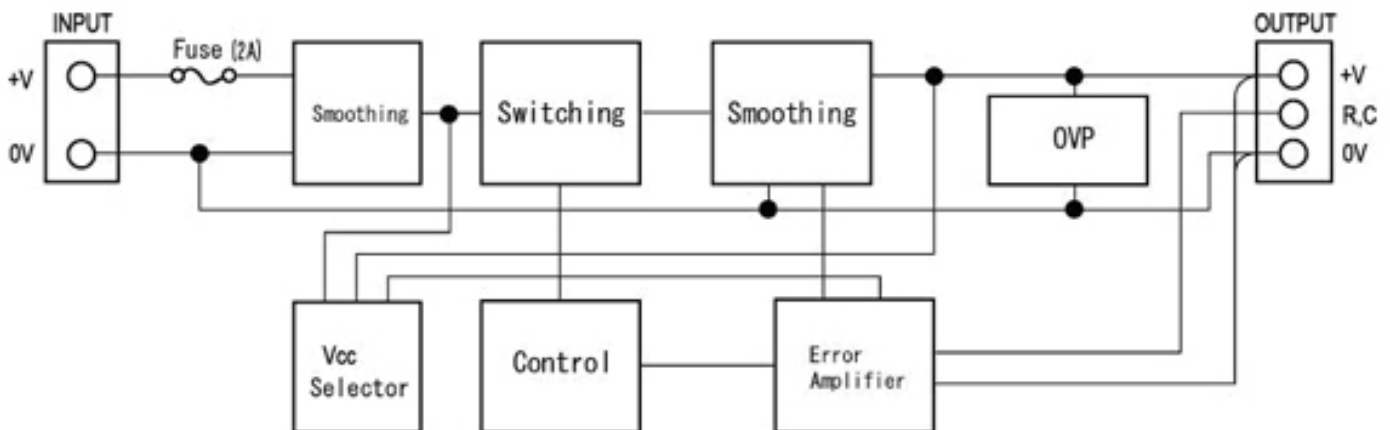 INPUT
OUTPUT
Fuse (2A)
+V
Smoothing
Switching
Smoothing
+V
R,C
OVP
0V
0V
Vcc
Selector
Control
Error
Amplifier